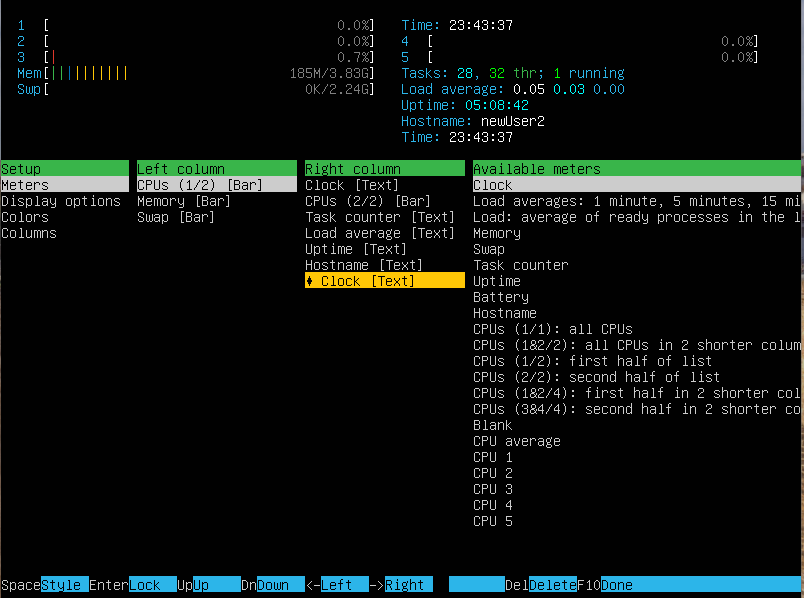 1 [ 0.0%] Time: 23:43:37
2 [ 0.0%] 4 [ 0.0%]
3 [| 0.7%] 5 [ 0.0%]
Mem[|||||||||| 185M/3.83G] Tasks: 28, 32 thr; 1 running
Swp[ 0K/2.24G] Load average: 0.05 0.03 0.00
Uptime: 05:08:42
Hostname: newUser2
Time: 23:43:37
Setup Left column Right column Available meters
Meters CPUs (1/2) [Bar] Clock [Text] Clock
Display options Memory [Bar] CPUs (2/2) [Bar] Load averages: 1 minute, 5 minutes, 15 mi
Colors Swap [Bar] Task counter [Text] Load: average of ready processes in the l
Columns Load average [Text] Memory
Uptime [Text] Swap
Hostname [Text] Task counter
♦ Clock [Text] Uptime
Battery
Hostname
CPUs (1/1): all CPUs
CPUs (1&2/2): all CPUs in 2 shorter colum
CPUs (1/2): first half of list
CPUs (2/2): second half of list
CPUs (1&2/4): first half in 2 shorter col
CPUs (3&4/4): second half in 2 shorter co
Blank
CPU average
CPU 1
CPU 2
CPU 3
CPU 4
CPU 5
SpaceStyle EnterLock UpUp DnDown <-Left ->Right DelDeleteF10Done